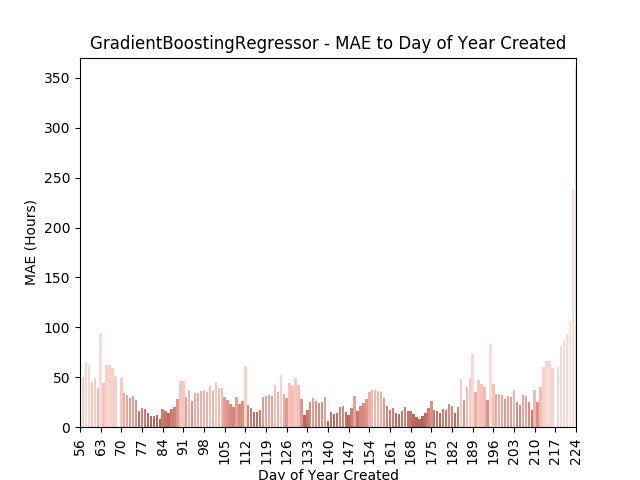 GradientBoostingRegressor - MAE to Day of Year Created
350
300
250
200
150
100
50
0
MAE (Hours)
56 63 70 77 84 91 98 105 112 119 126 133 140 147 154 161 168 175 182 189 196 203 210 217 224
Day of Year Created